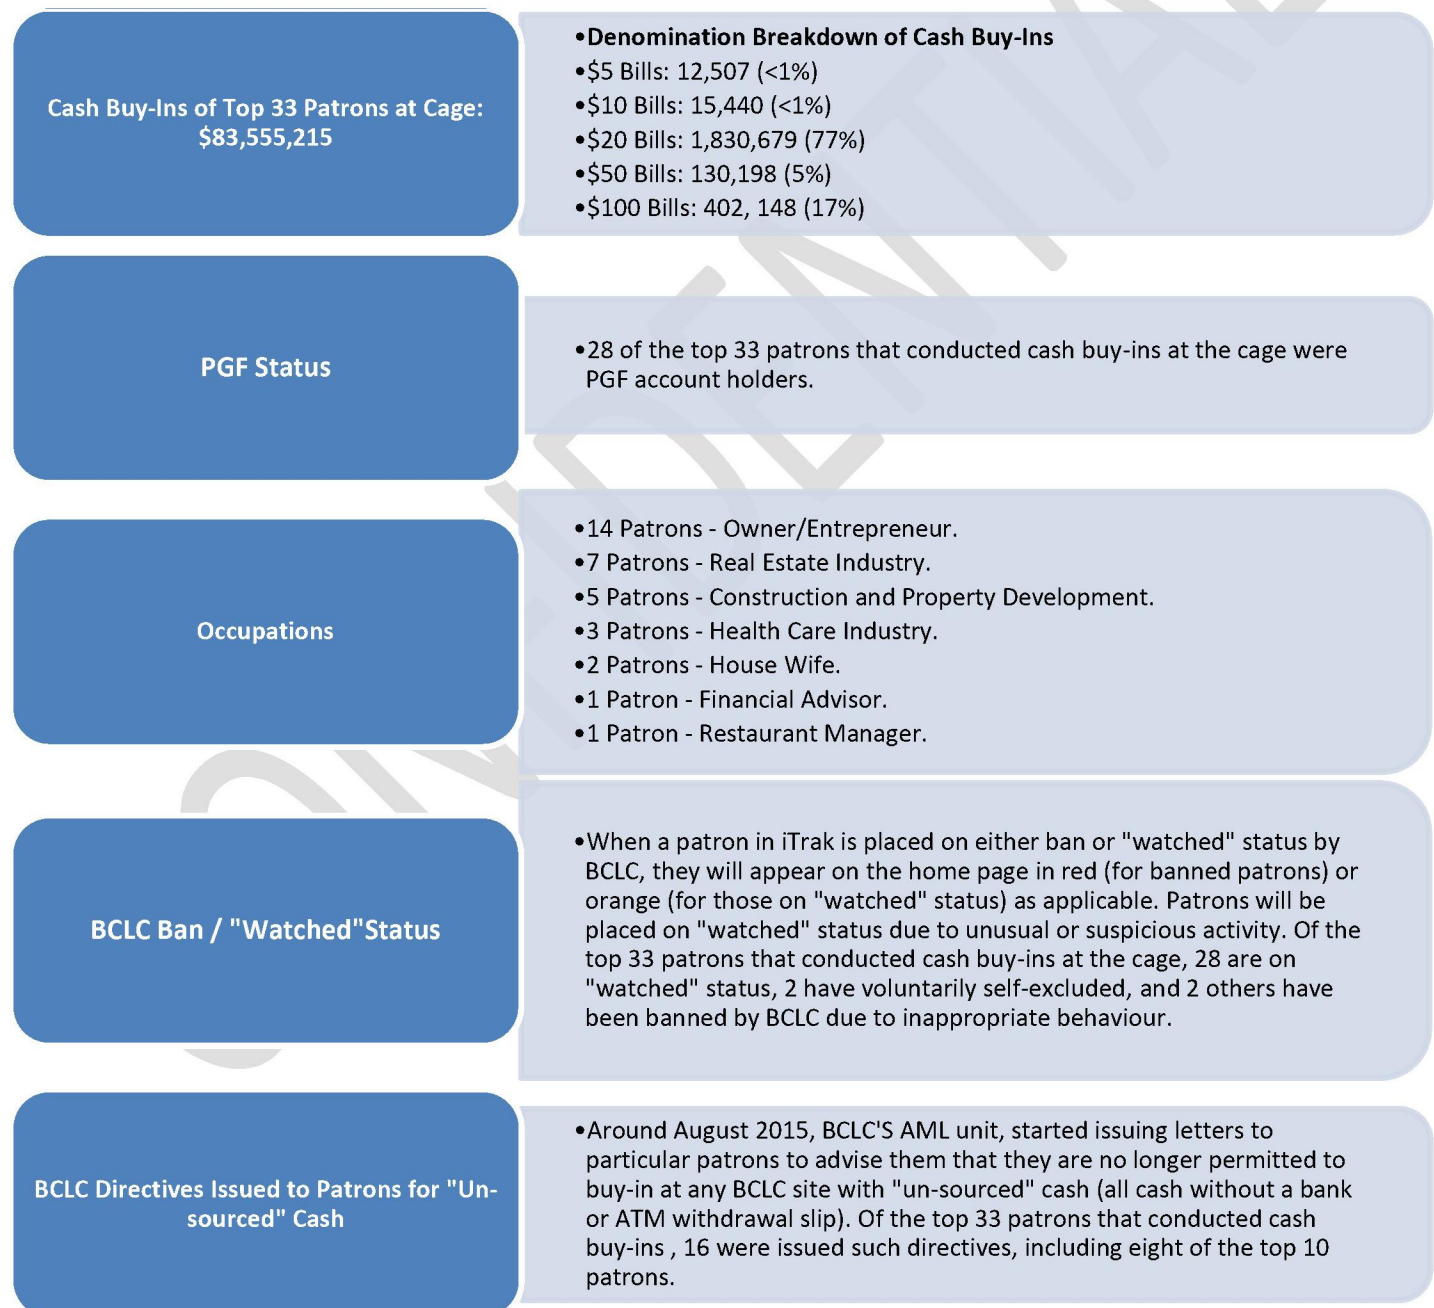 Cash Buy-Ins of Top 33 Patrons at Cage:
$83,555,215
•Denomination Breakdown of Cash Buy-Ins
•$5 Bills: 12,507 (<1%)
•$10 Bills: 15,440 (<1%)
•$20 Bills: 1,830,679 (77%)
•$50 Bills: 130,198 (5%)
•$100 Bills: 402, 148 (17%)
PGF Status
•28 of the top 33 patrons that conducted cash buy-ins at the cage were
PGF account holders.
Occupations
•14 Patrons - Owner/Entrepreneur.
•7 Patrons - Real Estate Industry.
•5 Patrons - Construction and Property Development.
•3 Patrons - Health Care Industry.
•2 Patrons - House Wife.
•1 Patron - Financial Advisor.
•1 Patron - Restaurant Manager.
BCLC Ban / "Watched"Status
•When a patron in iTrak is placed on either ban or "watched" status by
BCLC, they will appear on the home page in red (for banned patrons) or
orange (for those on "watched" status) as applicable. Patrons will be
placed on "watched" status due to unusual or suspicious activity. Of the
top 33 patrons that conducted cash buy-ins at the cage, 28 are on
"watched" status, 2 have voluntarily self-excluded, and 2 others have
been banned by BCLC due to inappropriate behaviour.
BCLC Directives Issued to Patrons for "Un-
sourced" Cash
•Around August 2015, BCLC'S AML unit, started issuing letters to
particular patrons to advise them that they are no longer permitted to
buy-in at any BCLC site with "un-sourced" cash (all cash without a bank
or ATM withdrawal slip). Of the top 33 patrons that conducted cash
buy-ins , 16 were issued such directives, including eight of the top 10
patrons.